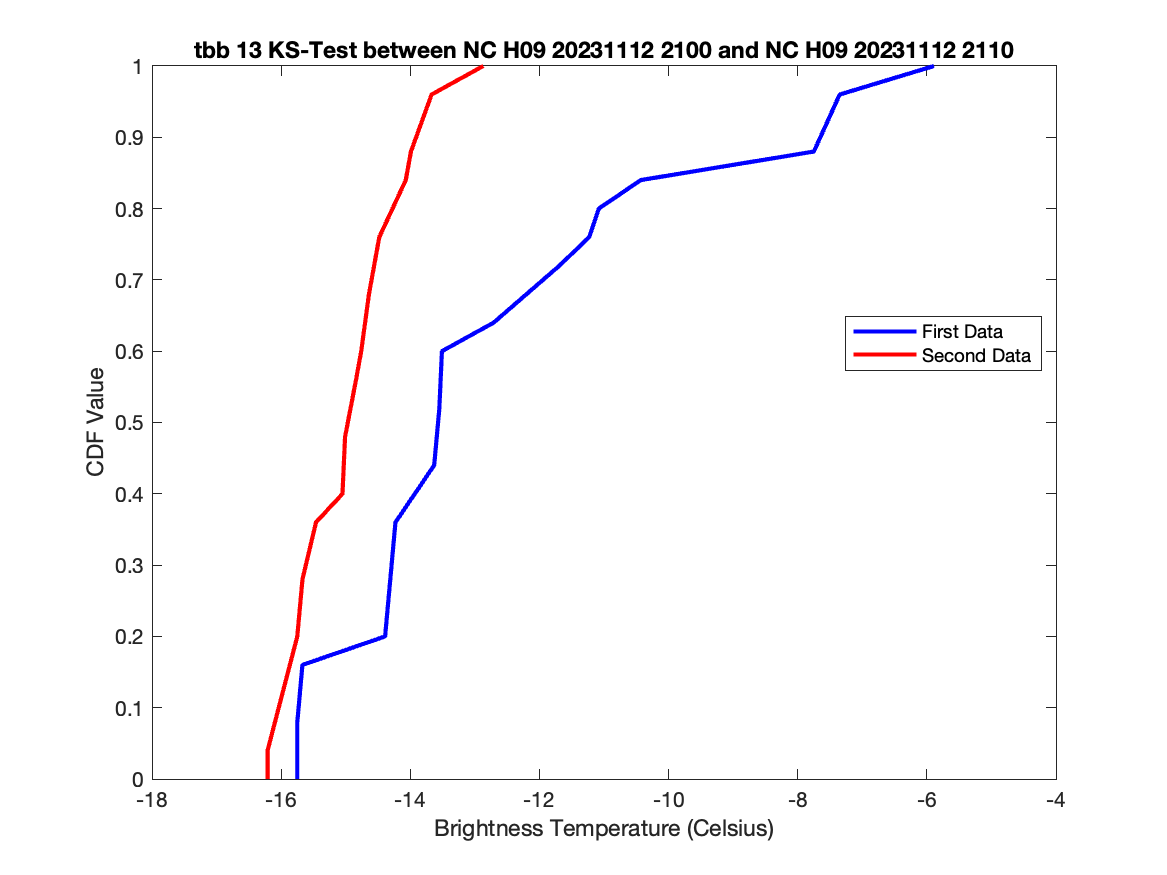 tbb 13 KS-Test between NC H09 20231112 2100 and NC H09 20231112 2110
1
0.9
0.8
0.7
0.6
0.5
0.4
0.3
0.2
0.1
0
CDF Value
First Data
Second Data
-18 -16 -14 -12 -10 -8 -6 -4
Brightness Temperature (Celsius)